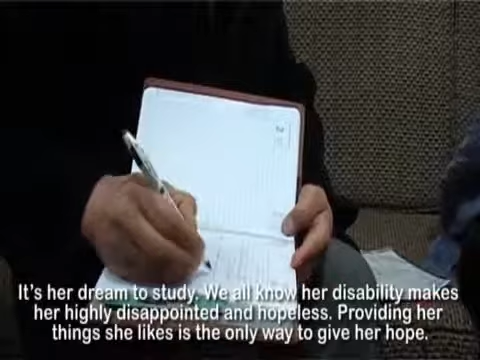 It's her dream to study. We all know her disability makes
her highly disappointed and hopeless. Providing her
things she likes is the only way to give her hope.